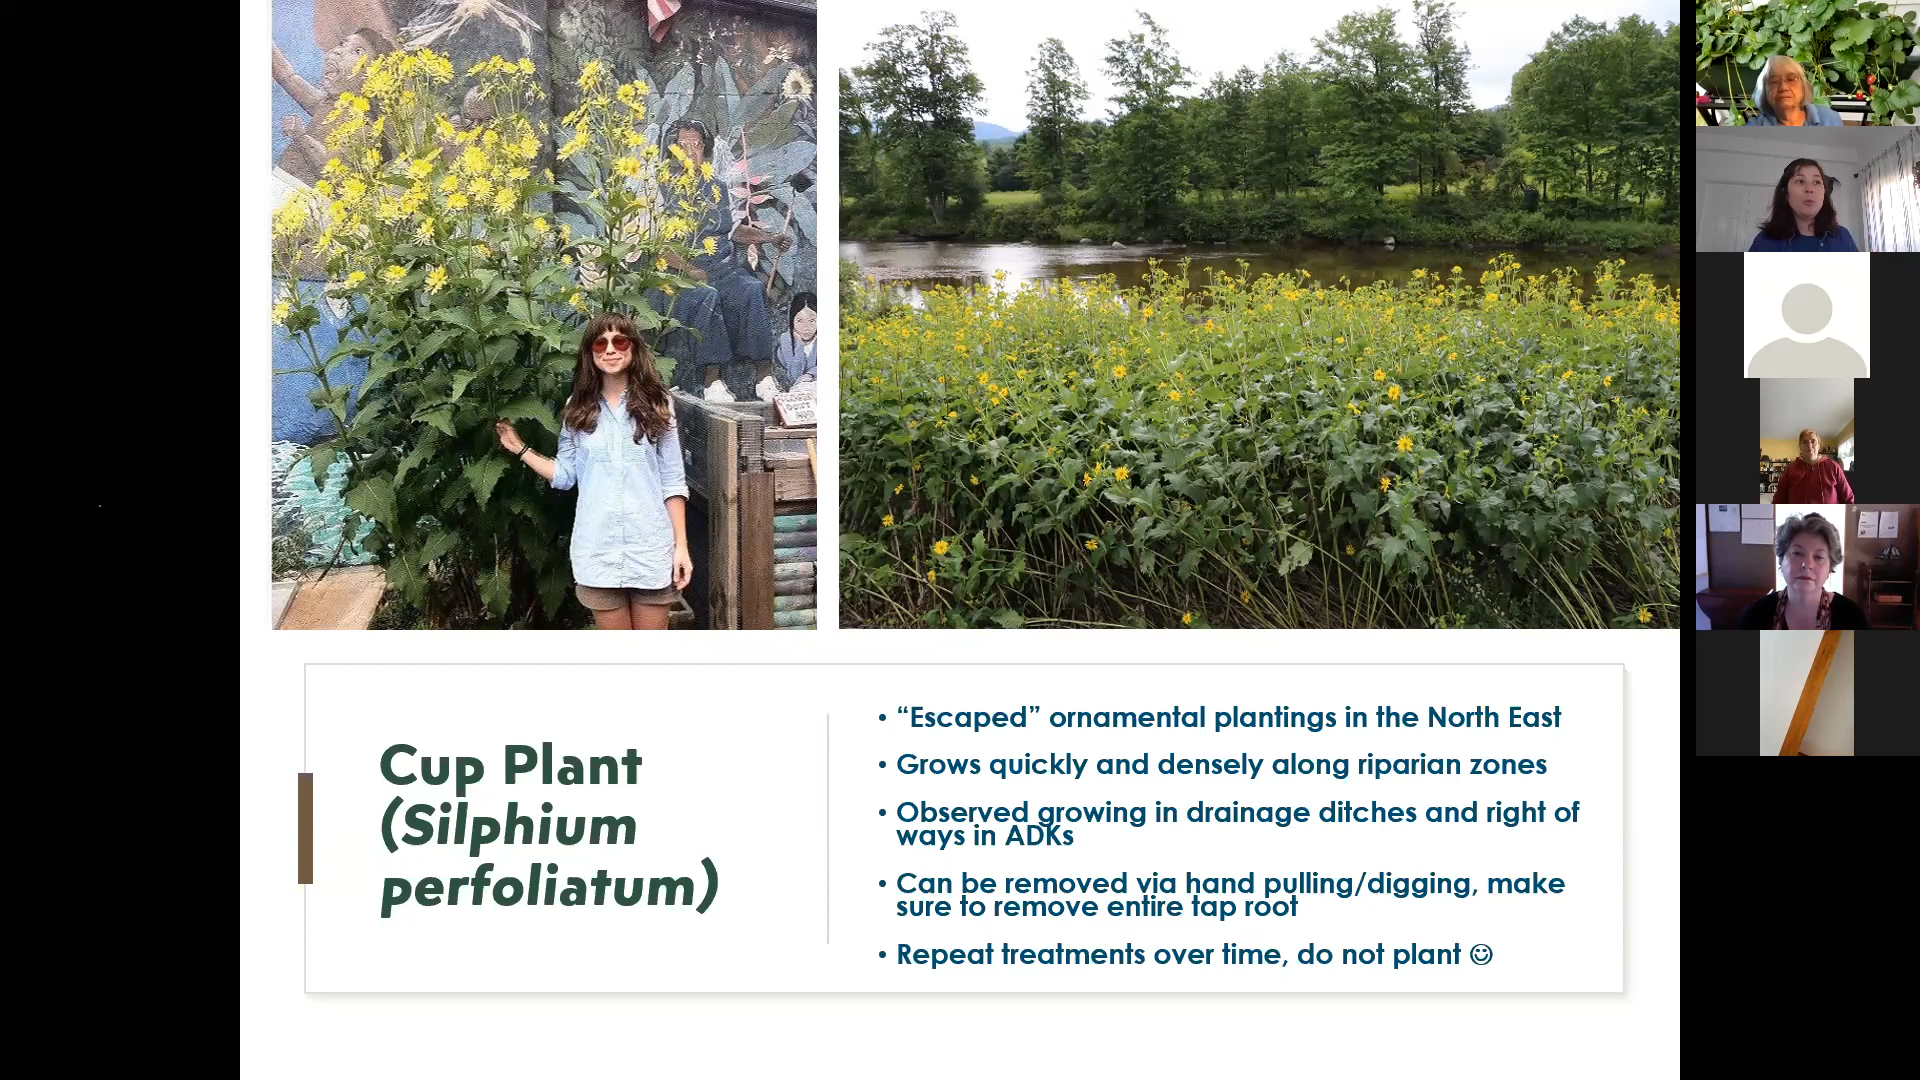 Cup Plant
(Silphium
perfoliatum)
• “Escaped” ornamental plantings in the North East
• Grows quickly and densely along riparian zones
• Observed growing in drainage ditches and right of
ways in ADKs
• Can be removed via hand pulling/digging, make
sure to remove entire tap root
• Repeat treatments over time, do not plant ☺